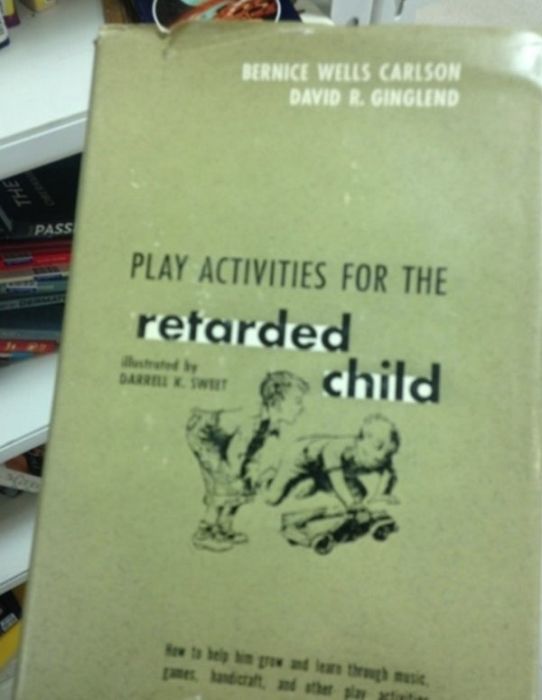 BERNICE WELLS CARLSON
DAVID R. GINGLEND
PLAY ACTIVITIES FOR THE
retarded
child
illustrated by
DARRELL K. SWEET
How to help him grow and learn through music,
games, handicraft, and other play activities
THE
PASS